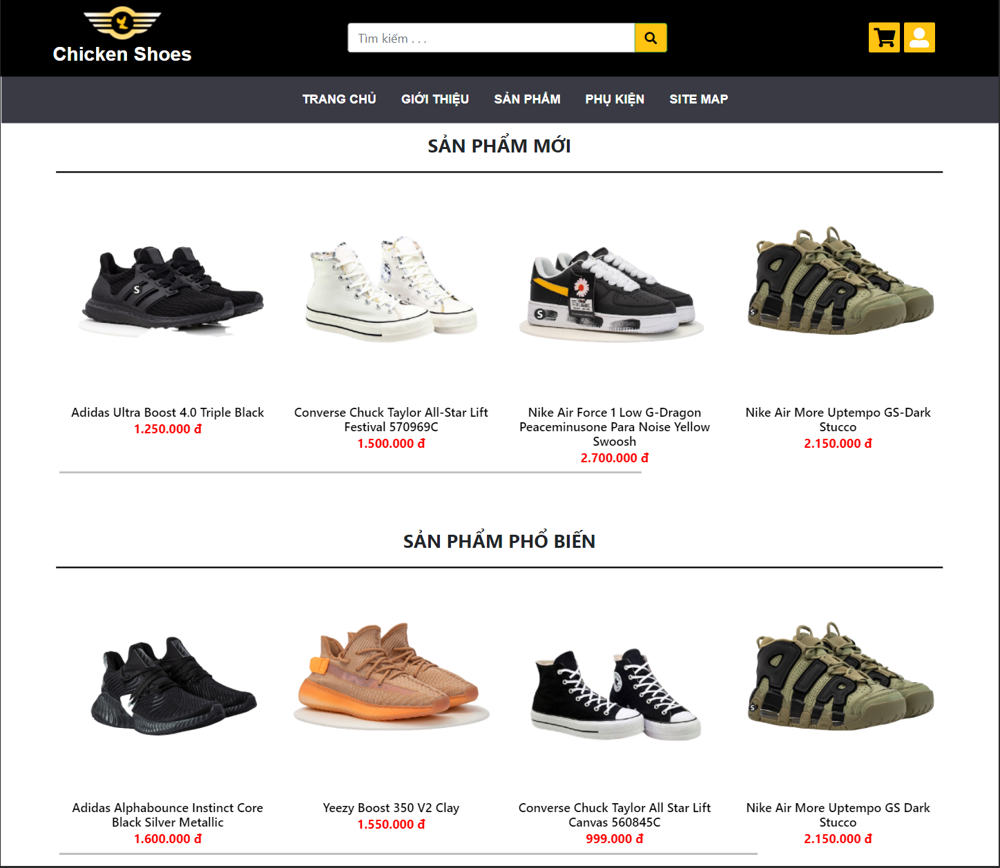 Chicken Shoes
Tìm kiếm . . .
TRANG CHỦ GIỚI THIỆU SẢN PHẨM PHỤ KIỆN SITE MAP
SẢN PHẨM MỚI
Adidas Ultra Boost 4.0 Triple Black
1.250.000 đ
Converse Chuck Taylor All-Star Lift
Festival 570969C
1.500.000 đ
Nike Air Force 1 Low G-Dragon
Peaceminusone Para Noise Yellow
Swoosh
2.700.000 đ
Nike Air More Uptempo GS-Dark
Stucco
2.150.000 đ
SẢN PHẨM PHỔ BIẾN
Adidas Alphabounce Instinct Core
Black Silver Metallic
1.600.000 đ
Yeezy Boost 350 V2 Clay
1.550.000 đ
Converse Chuck Taylor All Star Lift
Canvas 560845C
999.000 đ
Nike Air More Uptempo GS Dark
Stucco
2.150.000 đ